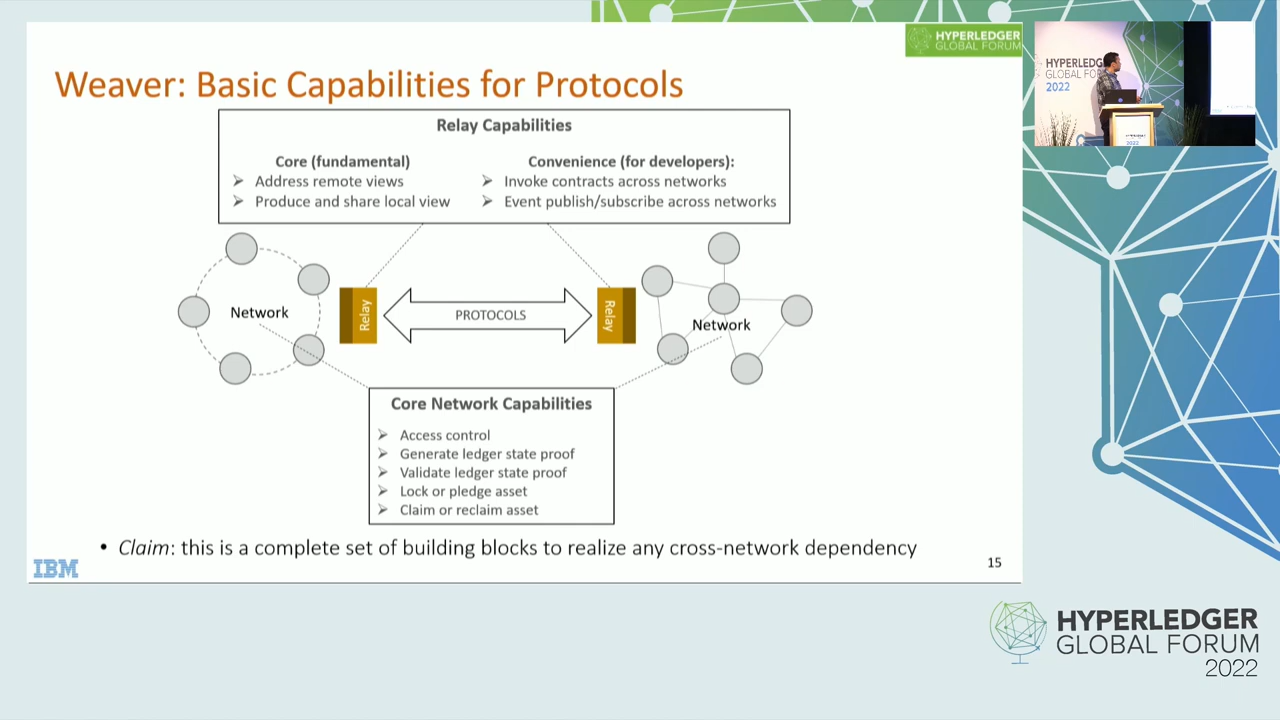 HYPERLEDGER
GLOBAL FORUM
Weaver: Basic Capabilities for Protocols
Relay Capabilities
Core (fundamental)
➢ Address remote views
➢ Produce and share local view
Convenience (for developers):
➢ Invoke contracts across networks
➢ Event publish/subscribe across networks
Network
Relay
PROTOCOLS
Relay
Network
Core Network Capabilities
➢ Access control
➢ Generate ledger state proof
➢ Validate ledger state proof
➢ Lock or pledge asset
➢ Claim or reclaim asset
• Claim: this is a complete set of building blocks to realize any cross-network dependency
IBM
15
HYPERLEDG
GLOBAL FO
2022
2022
HYPERLEDGER
GLOBAL FORUM
2022